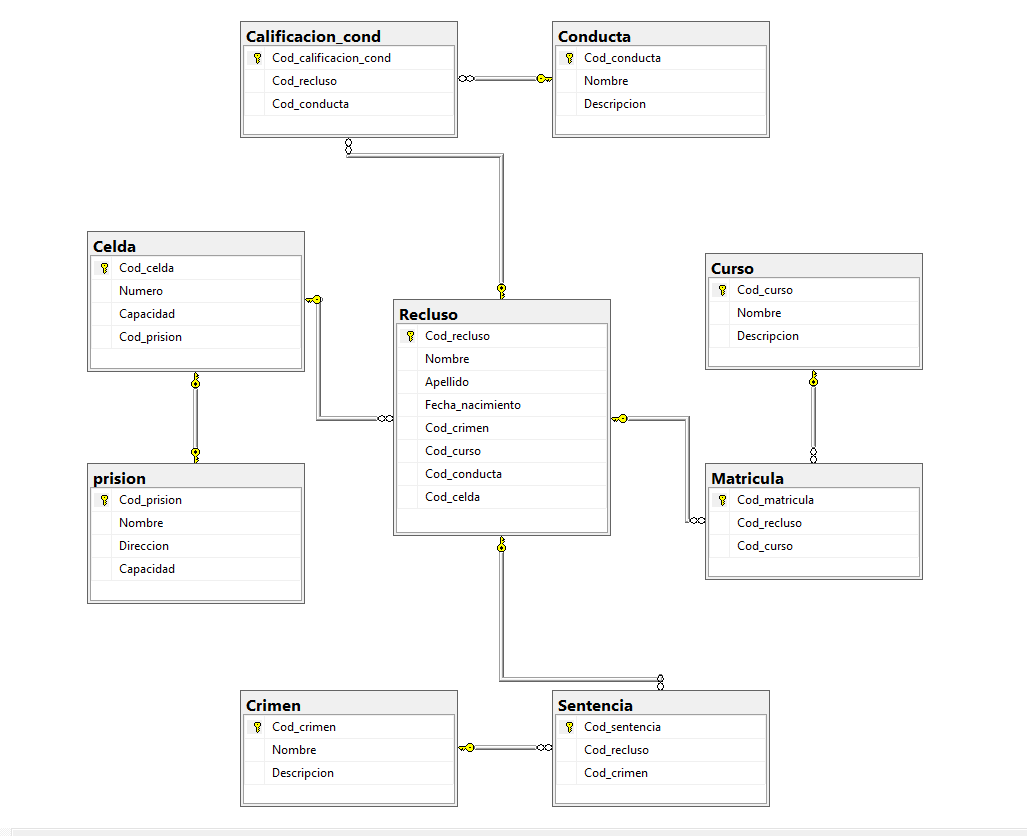 Calificacion_cond
Cod_calificacion_cond
Cod_recluso
Cod_conducta
Conducta
Cod_conducta
Nombre
Descripcion
Celda
Cod_celda
Numero
Capacidad
Cod_prision
Curso
Cod_curso
Nombre
Descripcion
Recluso
Cod_recluso
Nombre
Apellido
Fecha_nacimiento
Cod_crimen
Cod_curso
Cod_conducta
Cod_celda
prision
Cod_prision
Nombre
Direccion
Capacidad
Matricula
Cod_matricula
Cod_recluso
Cod_curso
Crimen
Cod_crimen
Nombre
Descripcion
Sentencia
Cod_sentencia
Cod_recluso
Cod_crimen